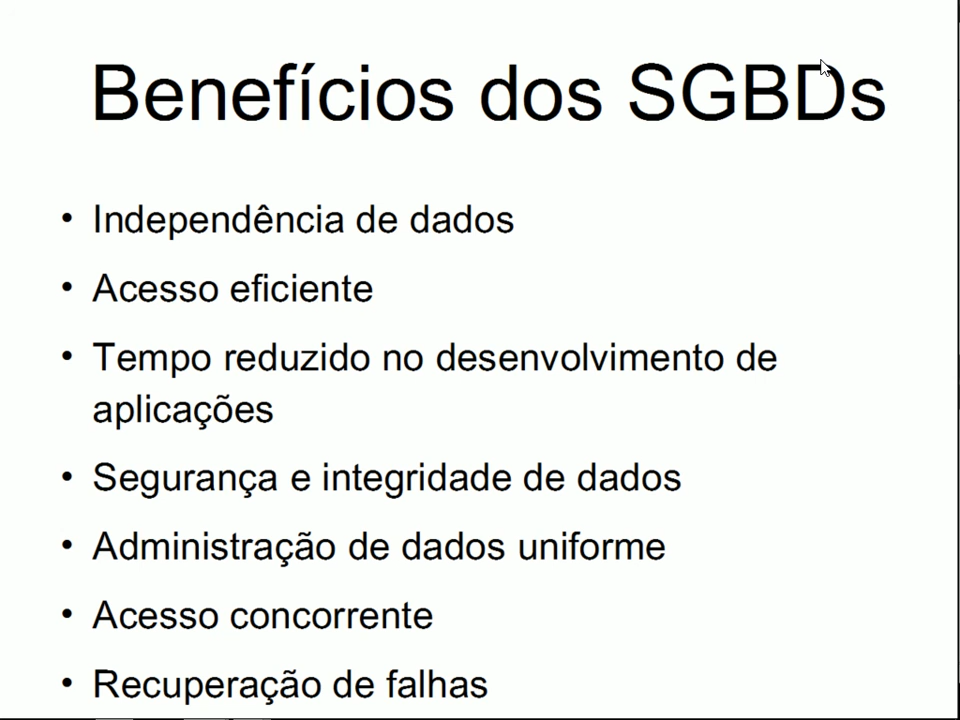 Benefícios dos SGBDs
• Independência de dados
• Acesso eficiente
• Tempo reduzido no desenvolvimento de
aplicações
• Segurança e integridade de dados
• Administração de dados uniforme
• Acesso concorrente
• Recuperação de falhas